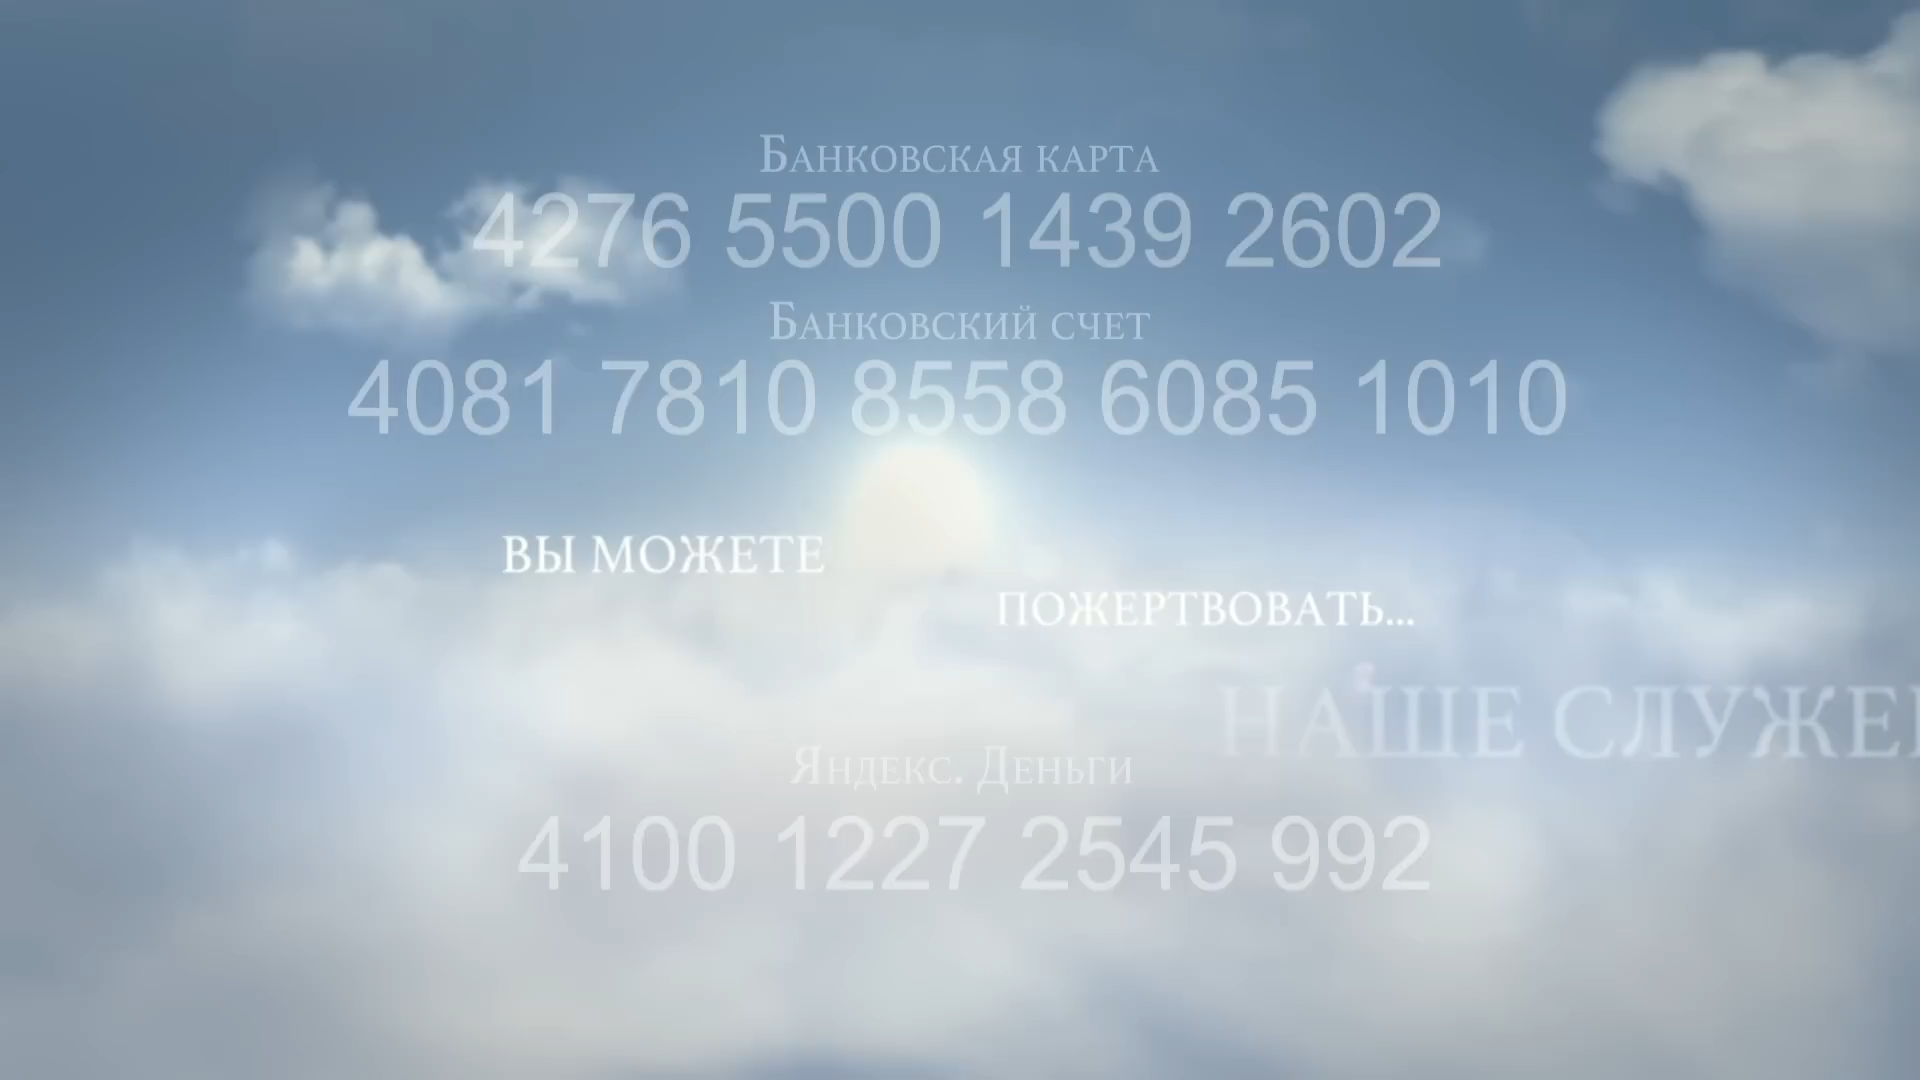 Банковская карта
4276 5500 1439 2602
Банковский счет
4081 7810 8558 6085 1010
ВЫ МОЖЕТЕ
ПОЖЕРТВОВАТЬ...
НАШЕ
Яндекс. Деньги
4100 1227 2545 992